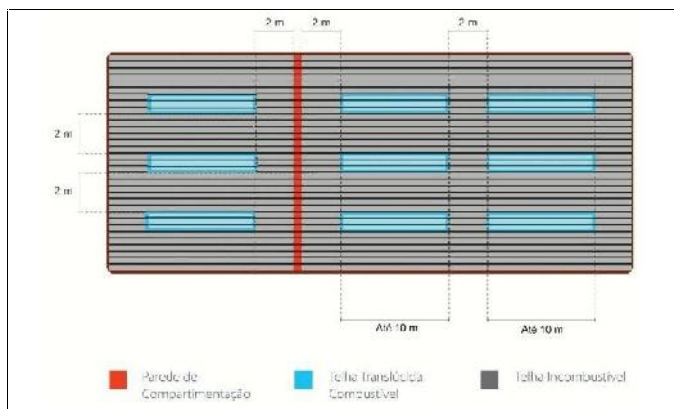 2 m
2 m
2 m
2 m
2 m
Até 10 m
Até 10 m
Parede de
Compartimentação
Telha Translúcida
Combustível
Telha Incombustível